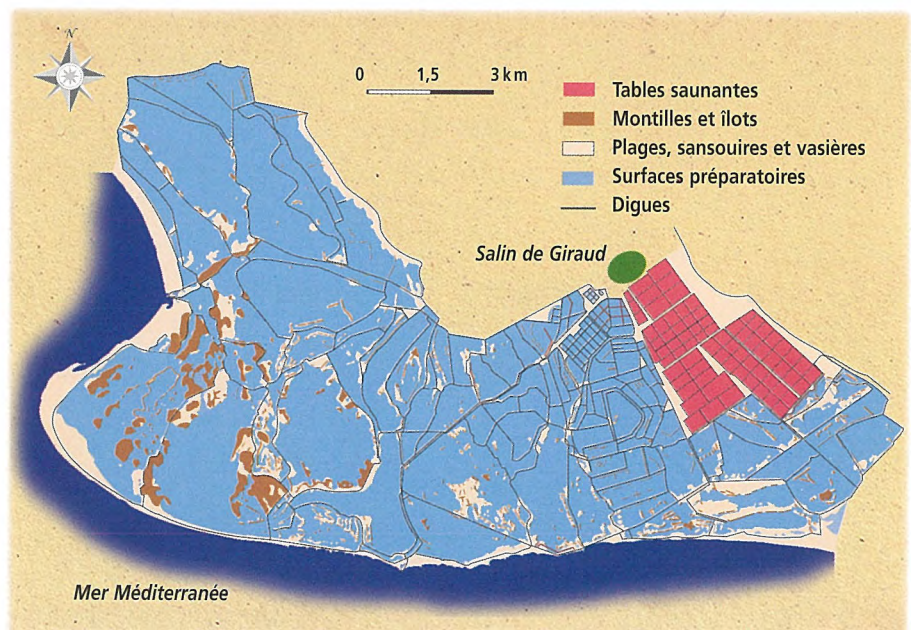 N
0 1,5 3 km
Tables saunantes
Montilles et îlots
Plages, sansouires et vasières
Surfaces préparatoires
Digues
Salin de Giraud
Mer Méditerranée